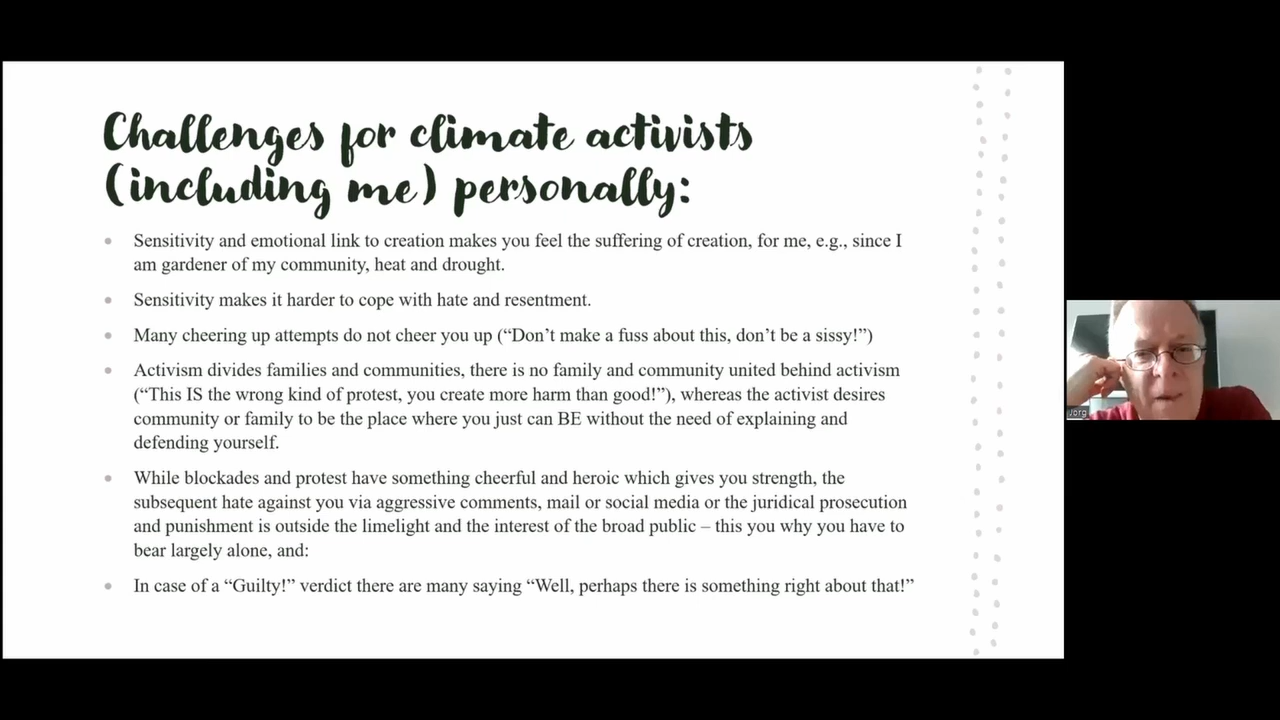 Challenges for climate activists
(including me) personally:
Sensitivity and emotional link to creation makes you feel the suffering of creation, for me, e.g., since I
am gardener of my community, heat and drought.
Sensitivity makes it harder to cope with hate and resentment.
Many cheering up attempts do not cheer you up (“Don’t make a fuss about this, don’t be a sissy!”)
Activism divides families and communities, there is no family and community united behind activism
(“This IS the wrong kind of protest, you create more harm than good!”), whereas the activist desires
community or family to be the place where you just can BE without the need of explaining and
defending yourself.
While blockades and protest have something cheerful and heroic which gives you strength, the
subsequent hate against you via aggressive comments, mail or social media or the juridical prosecution
and punishment is outside the limelight and the interest of the broad public – this you why you have to
bear largely alone, and:
In case of a “Guilty!” verdict there are many saying “Well, perhaps there is something right about that!”
Jörg